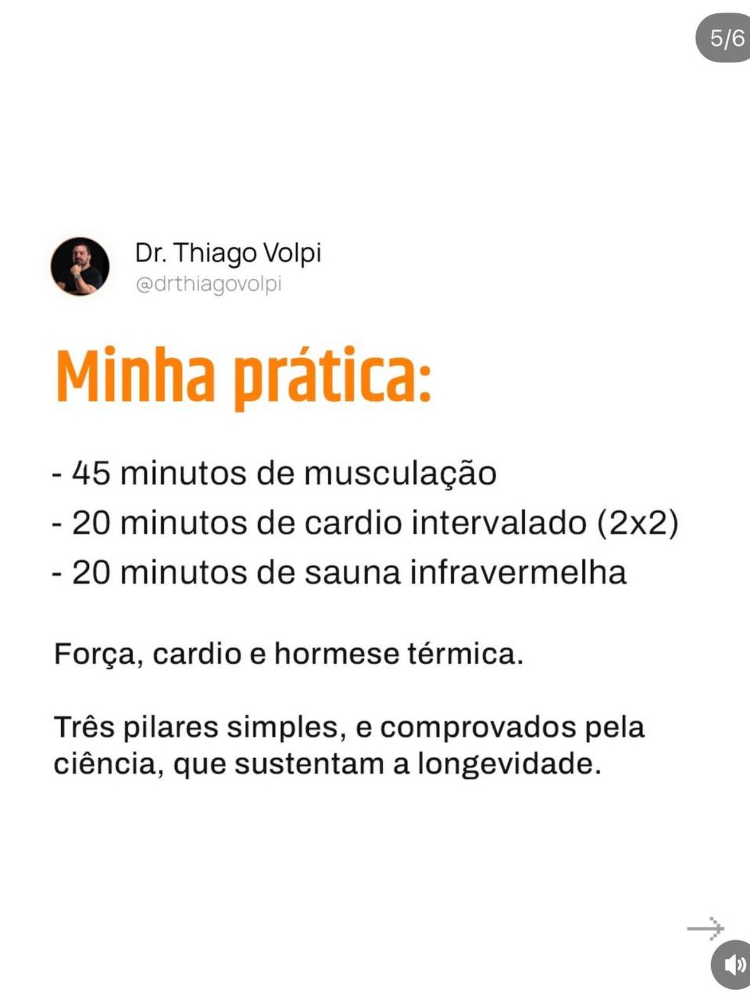 5/6
Dr. Thiago Volpi
@drthiagovolpi
Minha prática:
- 45 minutos de musculação
- 20 minutos de cardio intervalado (2x2)
- 20 minutos de sauna infravermelha
Força, cardio e hormese térmica.
Três pilares simples, e comprovados pela
ciência, que sustentam a longevidade.